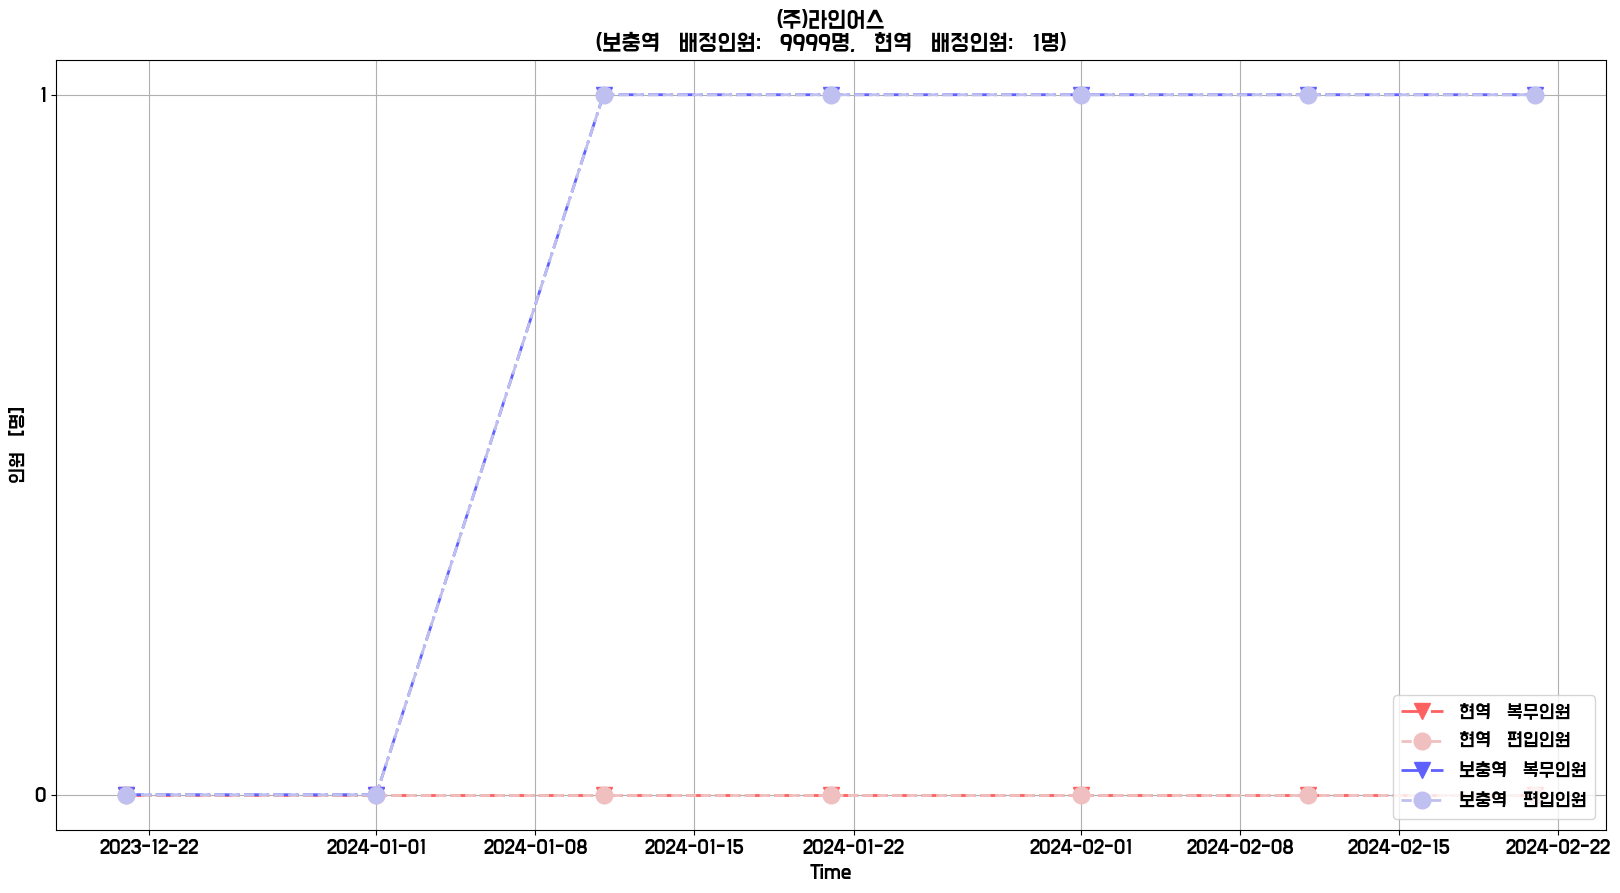 (주)라인어스
(보충역 배정인원: 9999명, 현역 배정인원: 1명)
인원 [명]
1
0
현역 복무인원
현역 편입인원
보충역 복무인원
보충역 편입인원
2023-12-22 2024-01-01 2024-01-08 2024-01-15 2024-01-22 2024-02-01 2024-02-08 2024-02-15 2024-02-22
Time